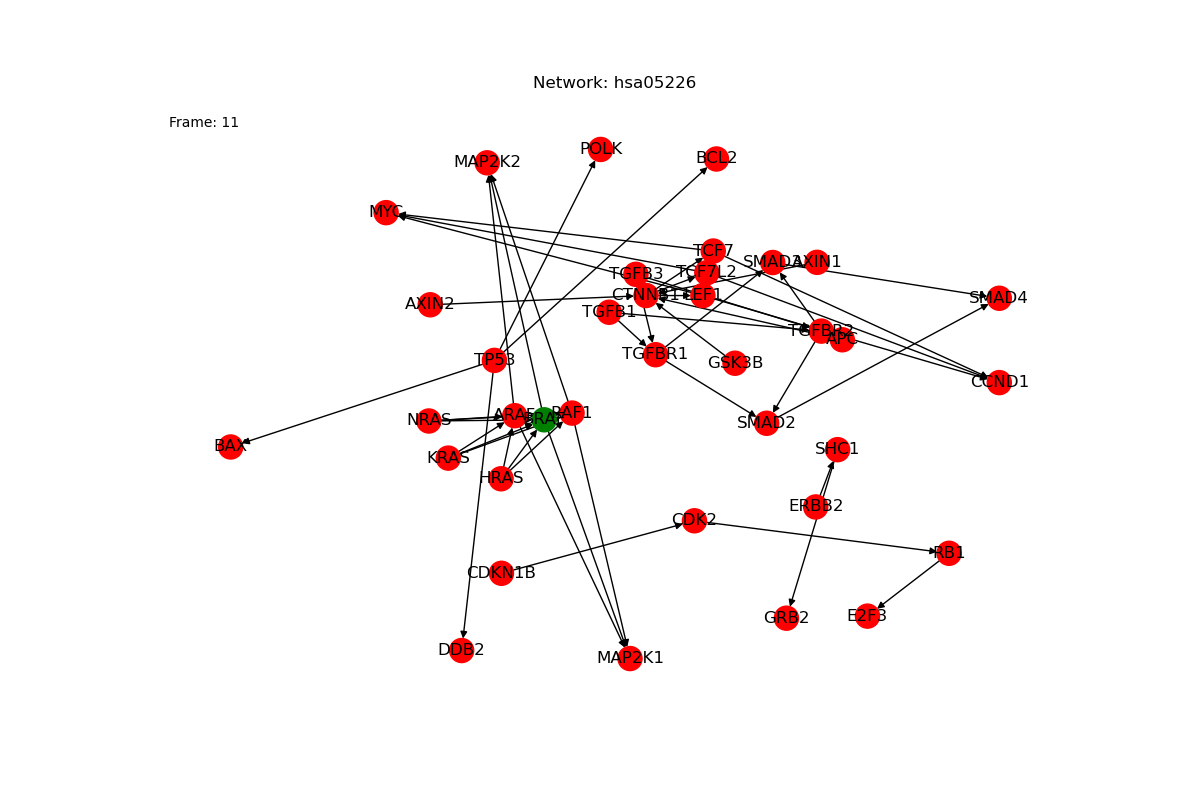 Network: hsa05226
Frame: 11
POLK
BCL2
MAP2K2
MYC
TCF7
SMAD3
AXIN1
TGFB3
TCF7L2
CTNNB1
LEF1
SMAD4
AXIN2
TGFB1
TGFBR2
APC
TGFBR1
TP53
GSK3B
CCND1
NRAS
ARAF
BRAF
RAF1
SMAD2
BAX
KRAS
SHC1
HRAS
ERBB2
CDK2
RB1
CDKN1B
GRB2
E2F3
DDB2
MAP2K1